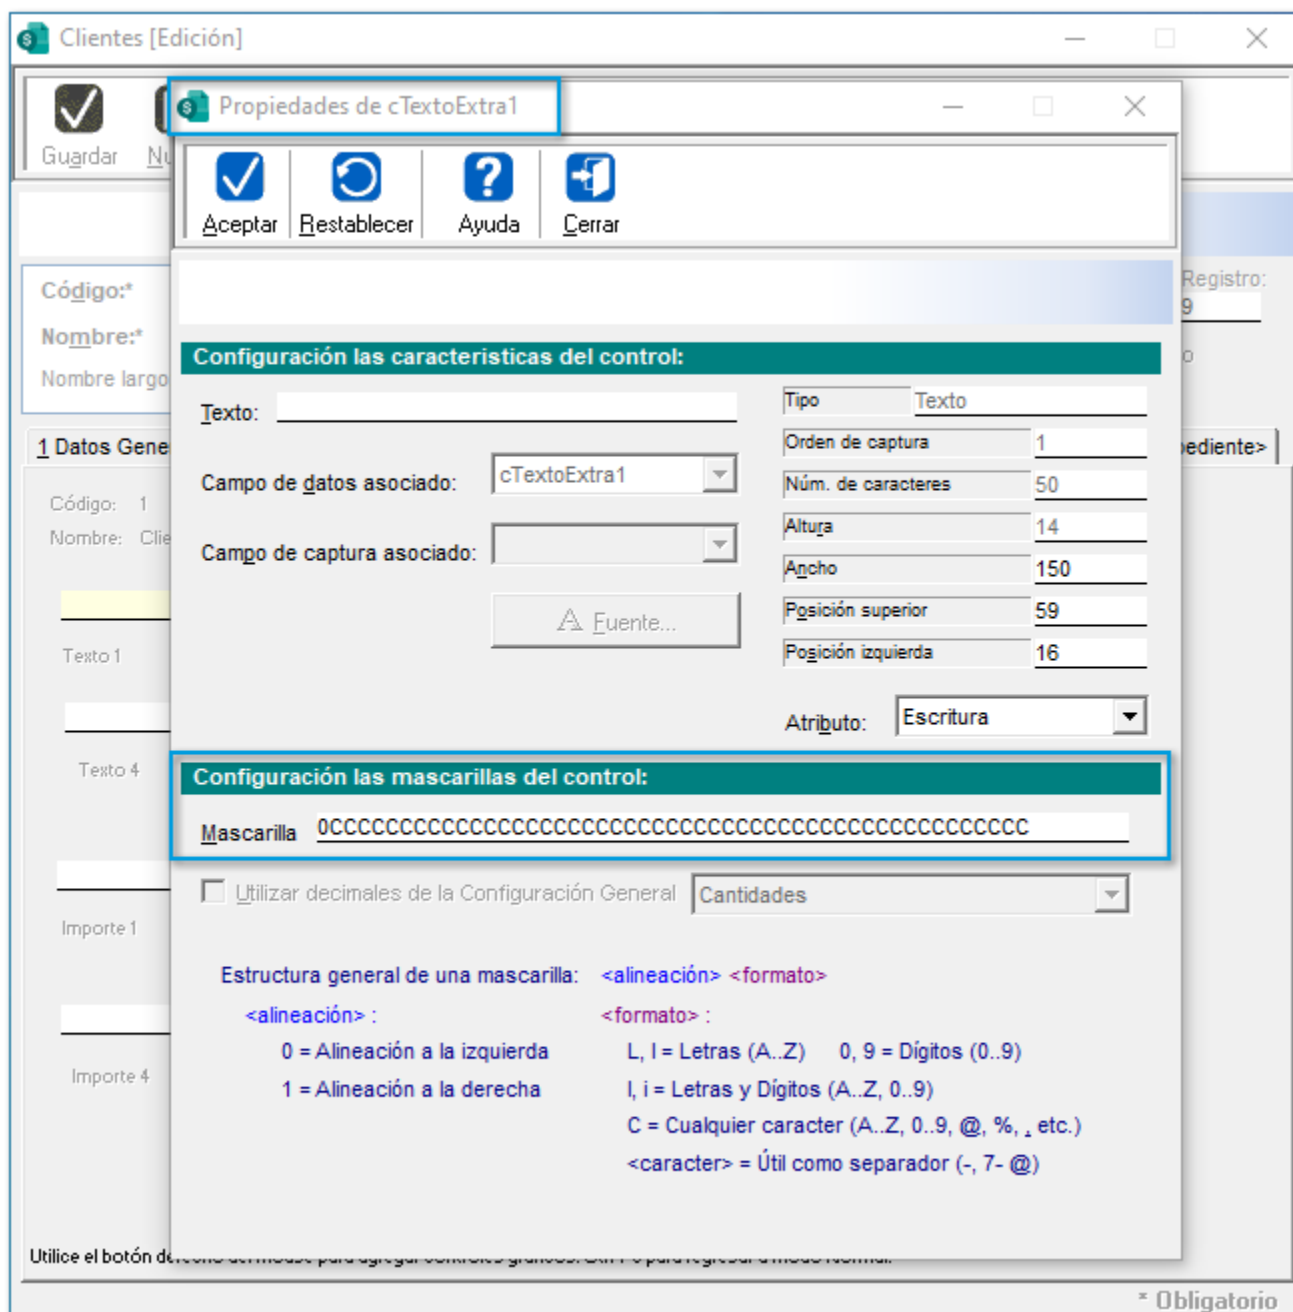 Clientes [Edición]
Propiedades de cTextoExtra1
Guardar
Aceptar Restablecer Ayuda Cerrar
Código:*
Registro:
9
Nombre:*
Nombre largo
Configuración las caracteristicas del control:
Texto:
Tipo Texto
Orden de captura 1
1 Datos Gene
pediente>
Campo de datos asociado: cTextoExtra1
Núm. de caracteres 50
Código: 1
Altura 14
Nombre: Clie
Campo de captura asociado:
Ancho 150
Posición superior 59
A Fuente...
Posición izquierda 16
Texto 1
Atributo: Escritura
Texto 4
Configuración las mascarillas del control:
Mascarilla 0CCCCCCCCCCCCCCCCCCCCCCCCCCCCCCCCCCCCCCCCCCCCCCCCCC
Utilizar decimales de la Configuración General Cantidades
Importe 1
Estructura general de una mascarilla: <alineación> <formato>
<alineación> : <formato> :
0 = Alineación a la izquierda L, l = Letras (A..Z) 0, 9 = Dígitos (0..9)
1 = Alineación a la derecha I, i = Letras y Dígitos (A..Z, 0..9)
Importe 4
C = Cualquier caracter (A..Z, 0..9, @, %, ., etc.)
<caracter> = Útil como separador (-, 7- @)
Utilice el botón
* Obligatorio